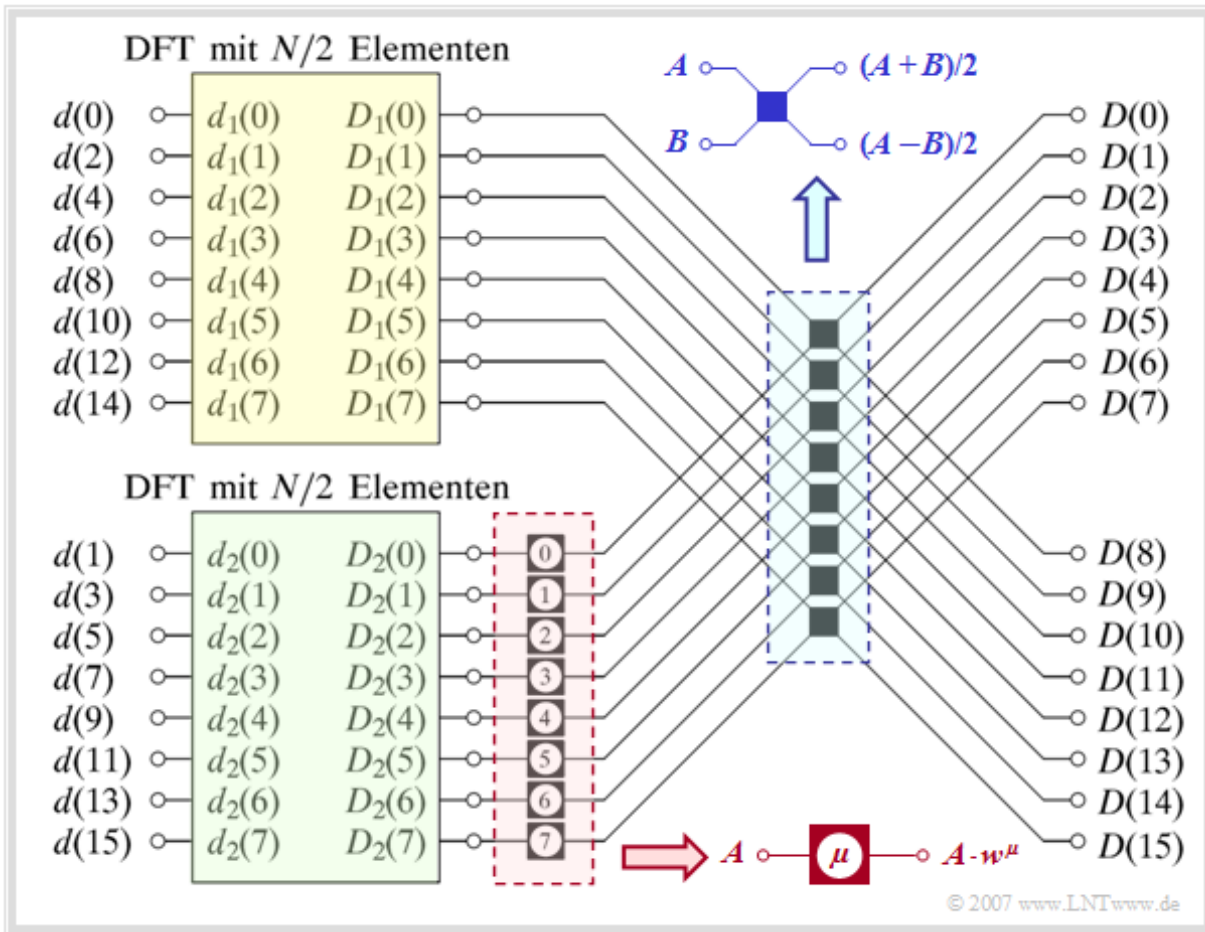 DFT mit N/2 Elementen
d(0) d₁(0) D₁(0)
d(2) d₁(1) D₁(1)
d(4) d₁(2) D₁(2)
d(6) d₁(3) D₁(3)
d(8) d₁(4) D₁(4)
d(10) d₁(5) D₁(5)
d(12) d₁(6) D₁(6)
d(14) d₁(7) D₁(7)
A (A + B)/2
B (A – B)/2
D(0)
D(1)
D(2)
D(3)
D(4)
D(5)
D(6)
D(7)
DFT mit N/2 Elementen
d(1) d₂(0) D₂(0) 0
d(3) d₂(1) D₂(1) 1
d(5) d₂(2) D₂(2) 2
d(7) d₂(3) D₂(3) 3
d(9) d₂(4) D₂(4) 4
d(11) d₂(5) D₂(5) 5
d(13) d₂(6) D₂(6) 6
d(15) d₂(7) D₂(7) 7
D(8)
D(9)
D(10)
D(11)
D(12)
D(13)
D(14)
D(15)
A μ A · w^μ
© 2007 www.LNTwww.de